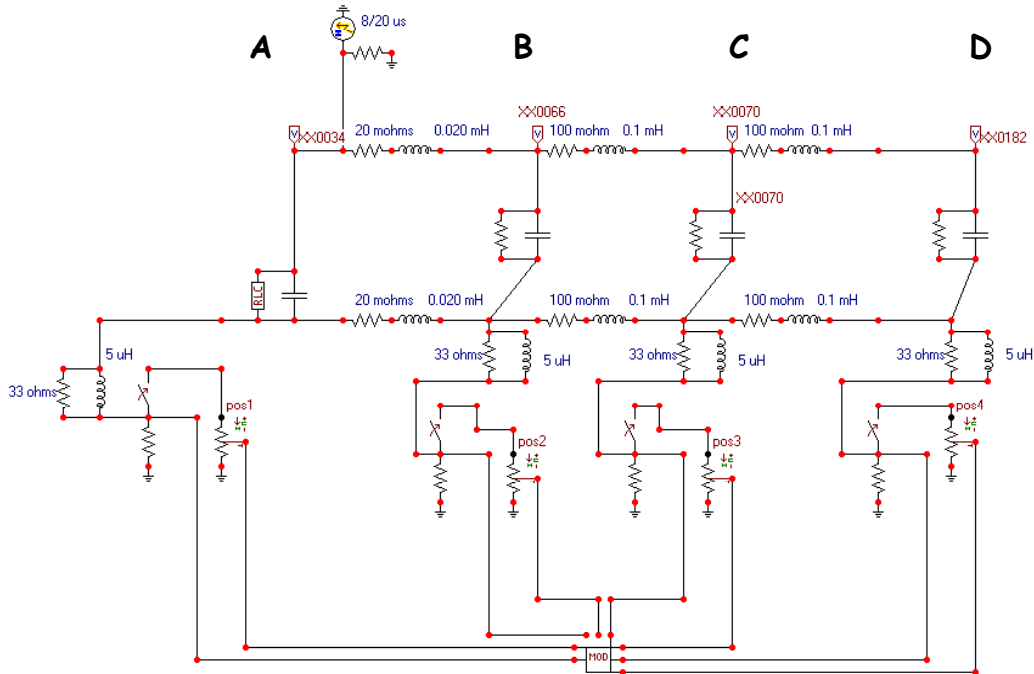 8/20 us
A B C D
XX0066 XX0070
XX0034 20 mohms 0.020 mH 100 mohm 0.1 mH 100 mohm 0.1 mH XX0182
XX0070
RLC
20 mohms 0.020 mH 100 mohm 0.1 mH 100 mohm 0.1 mH
5 uH 33 ohms 5 uH 33 ohms 5 uH 33 ohms 5 uH
33 ohms
pos1 pos4
pos2 pos3
MOD